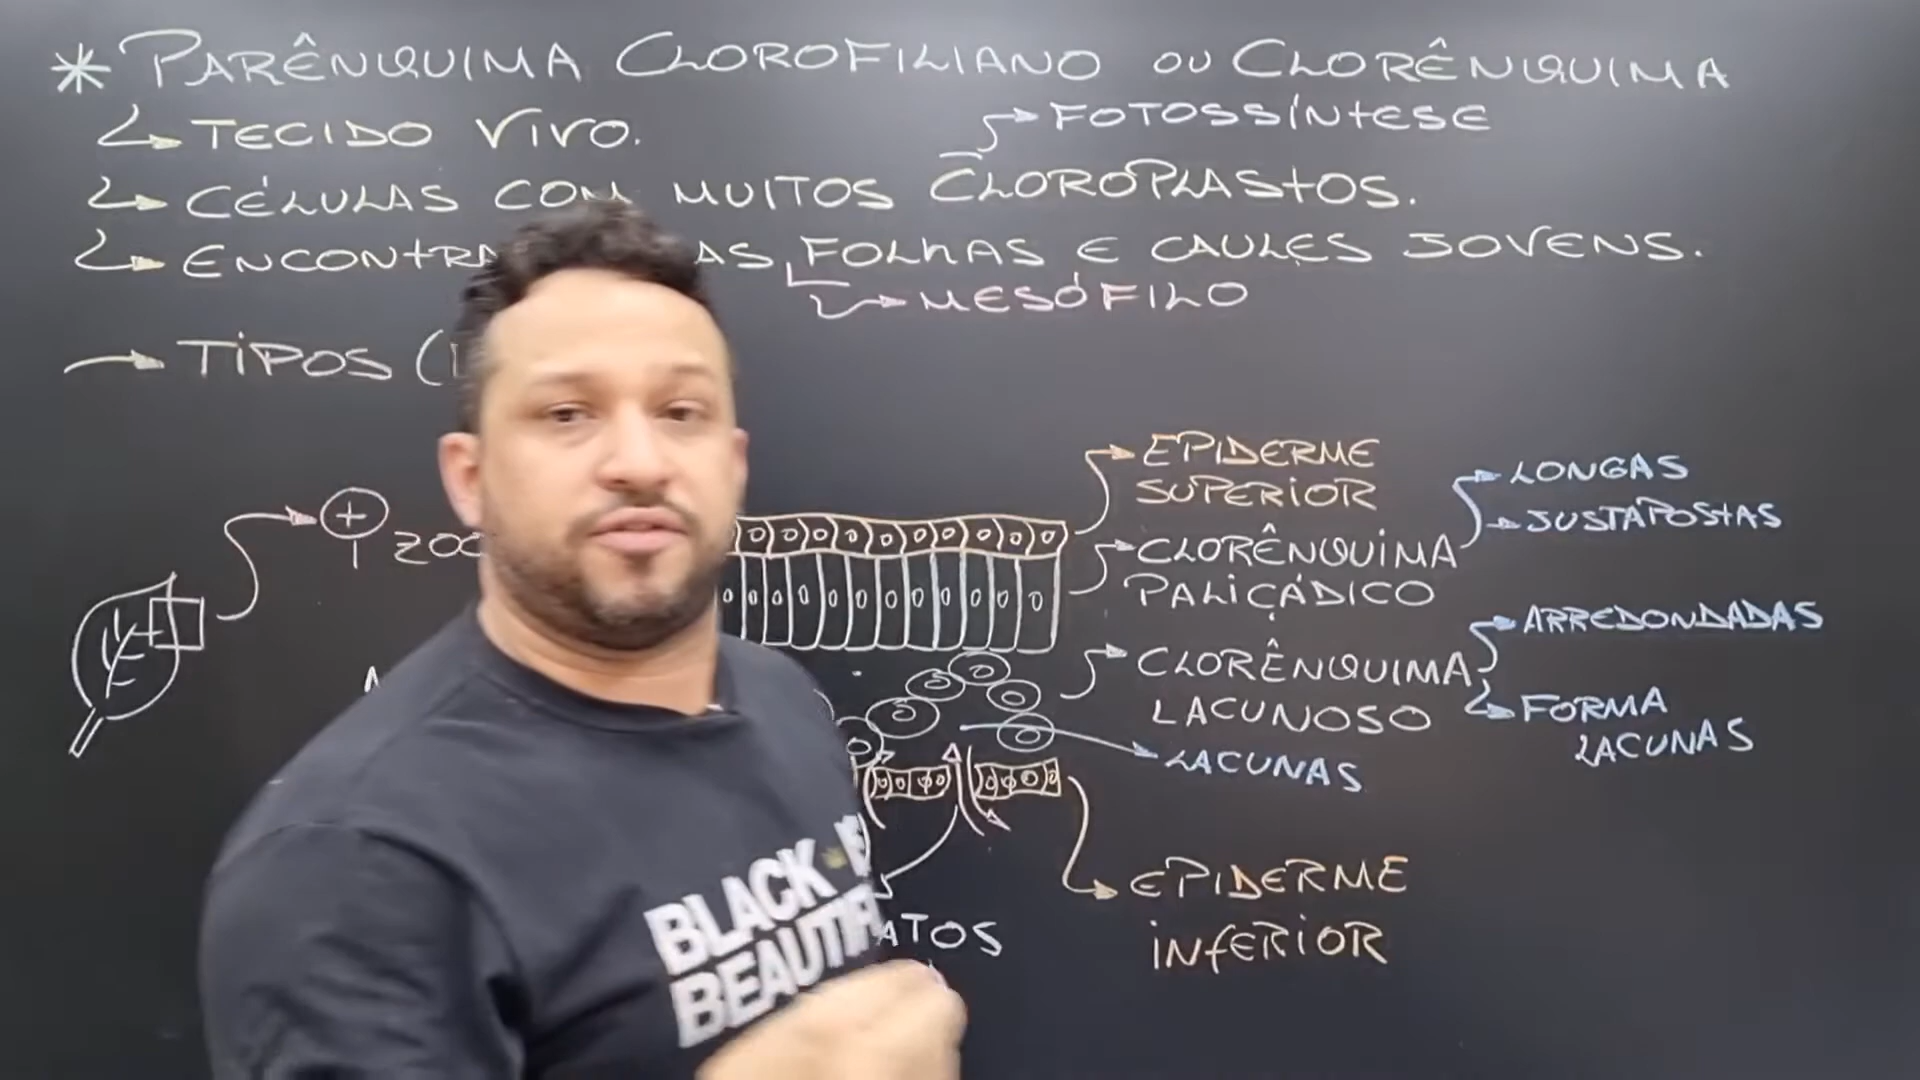 * PARÊNQUIMA CLOROFILIANO OU CLORÊNQUIMA
TECIDO VIVO.
FOTOSSÍNTESE
CÉLULAS COM MUITOS CLOROPLASTOS.
FOLHAS E CAULES JOVENS.
MESÓFILO
TIPOS (
EPIDERME
SUPERIOR
LONGAS
JUSTAPOSTAS
CLORÊNQUIMA
PALIÇÁDICO
ARREDONDADAS
CLORÊNQUIMA
LACUNOSO
FORMA
LACUNAS
LACUNAS
EPIDERME
INFERIOR
BLACK